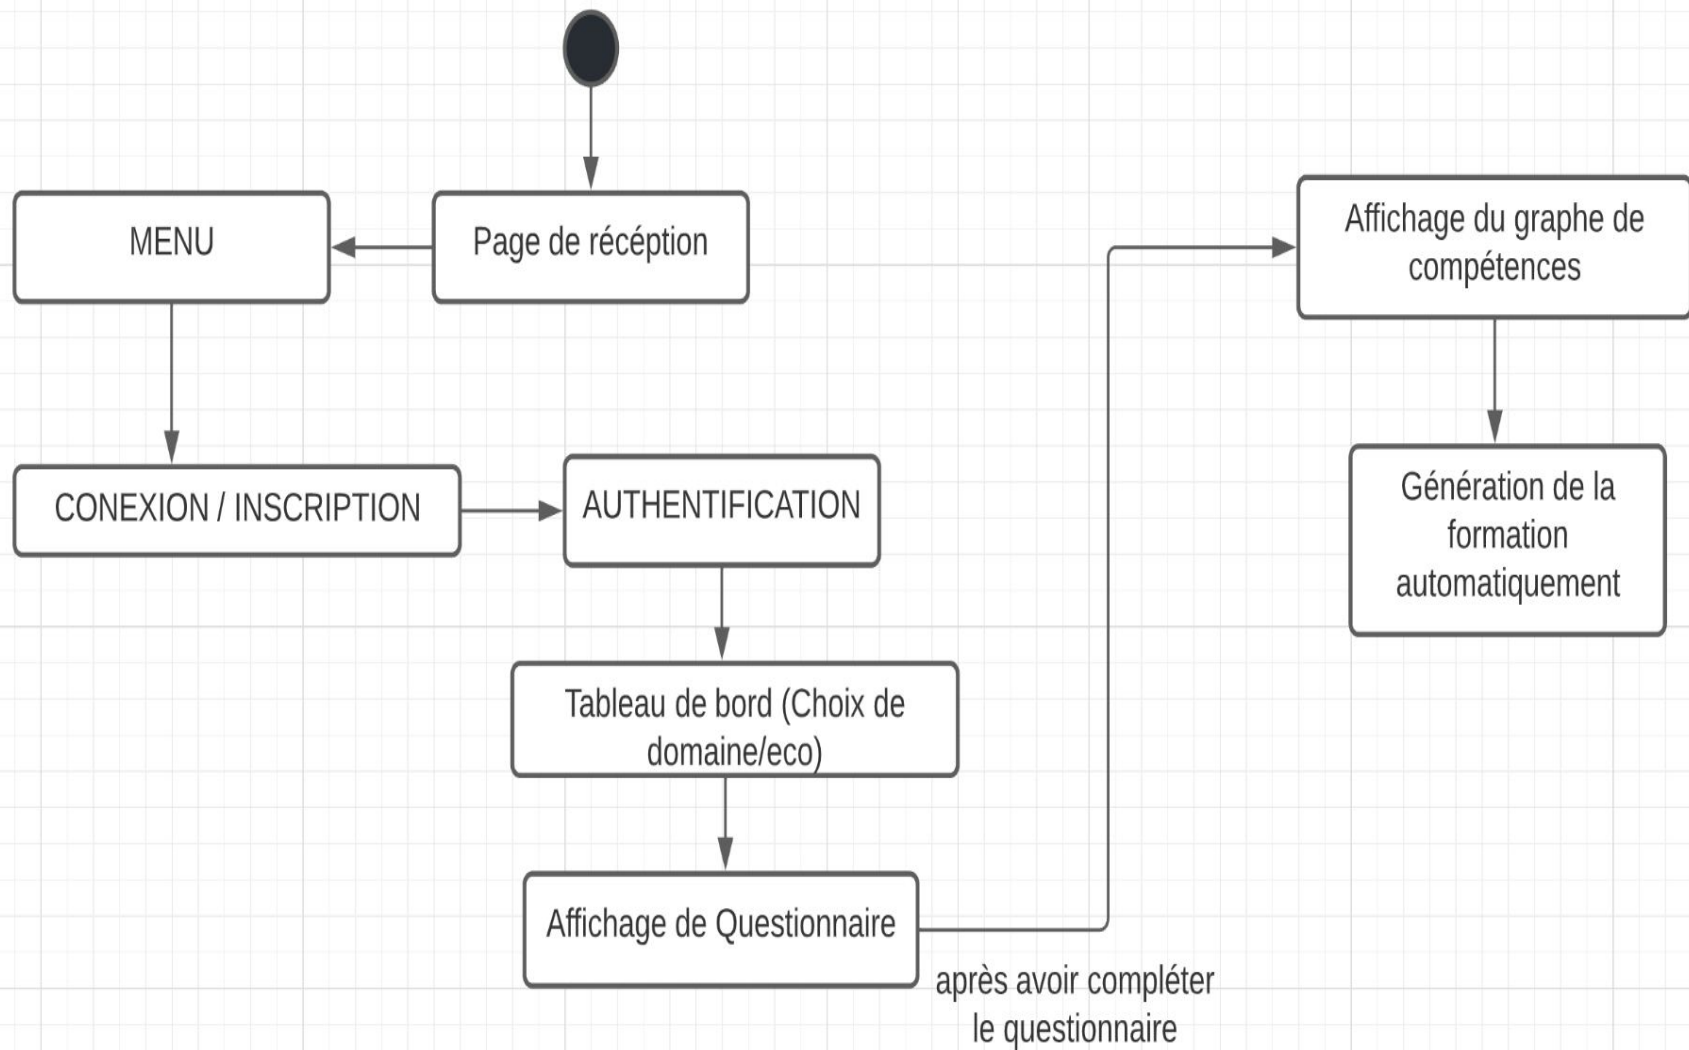 MENU
Page de récéption
Affichage du graphe de
compétences
CONEXION / INSCRIPTION
AUTHENTIFICATION
Génération de la
formation
automatiquement
Tableau de bord (Choix de
domaine/eco)
Affichage de Questionnaire
après avoir compléter
le questionnaire